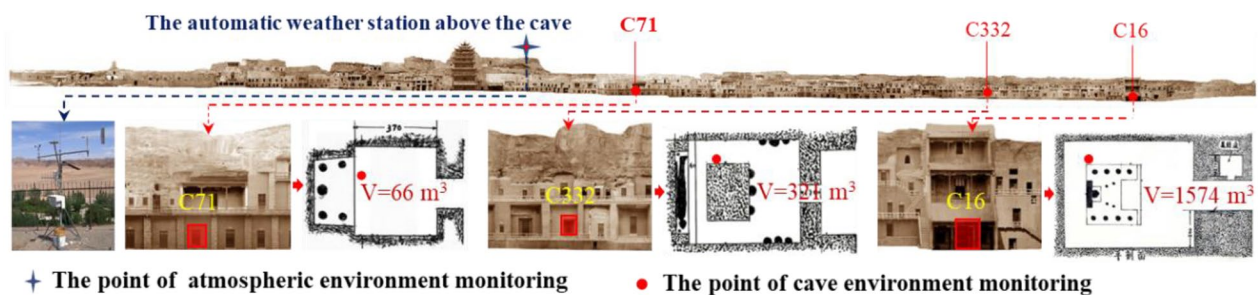 The automatic weather station above the cave
C71
C332
C16
370
C71
V=66 m³
C332
V=321 m³
C16
V=1574 m³
The point of atmospheric environment monitoring
The point of cave environment monitoring